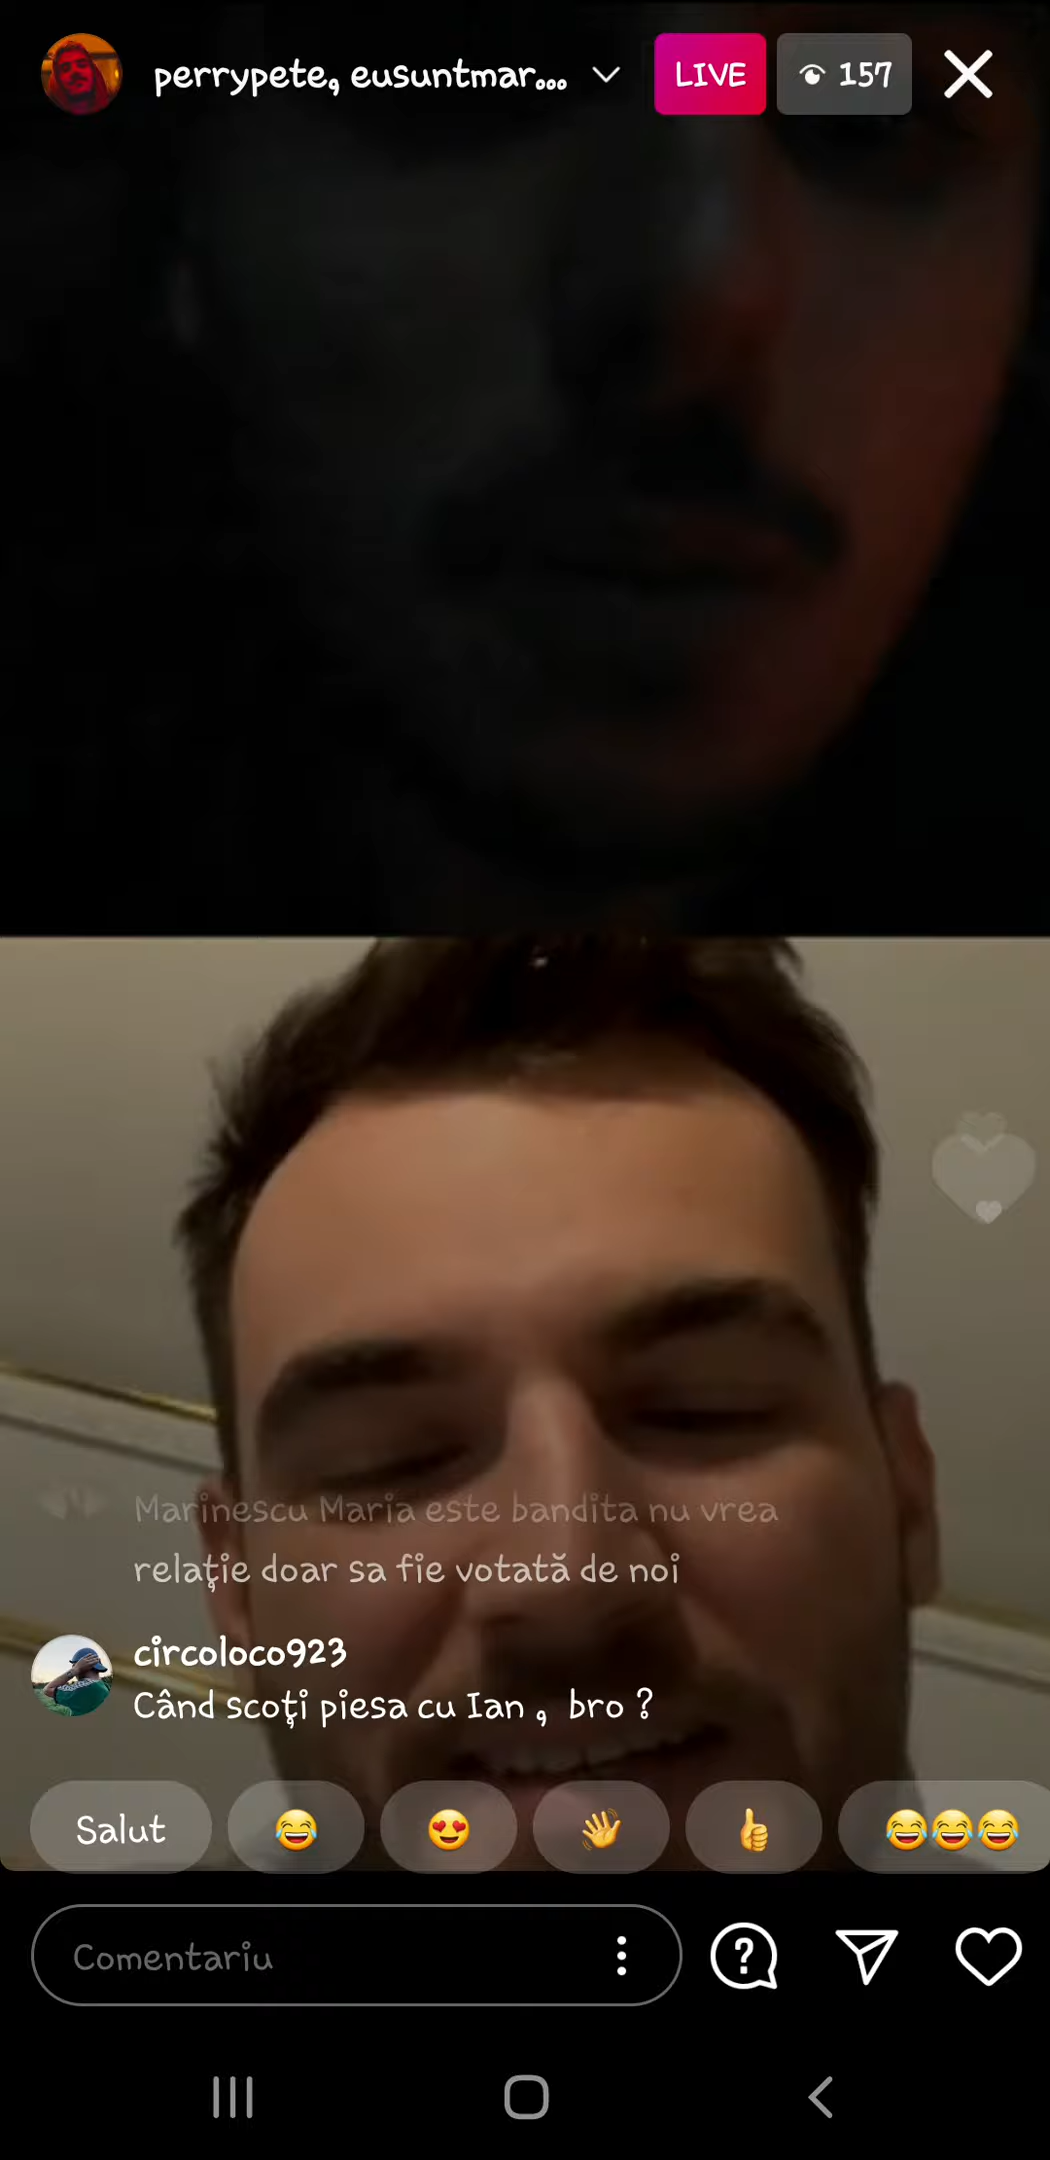 perrypete, eusuntmar...
LIVE
157
Marinescu Maria este bandita nu vrea
relație doar sa fie votată de noi
circoloco923
Când scoți piesa cu Ian , bro ?
Salut
Comentariu